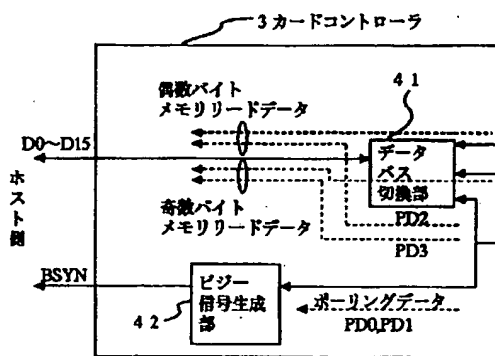 3カードコントローラ
偶数バイト
メモリリードデータ
41
D0～D15
データ
バス
切換部
ホスト側
奇数バイト
メモリリードデータ
PD2
PD3
BSYN
ビジー
信号生成
部
42
ポーリングデータ
PD0,PD1